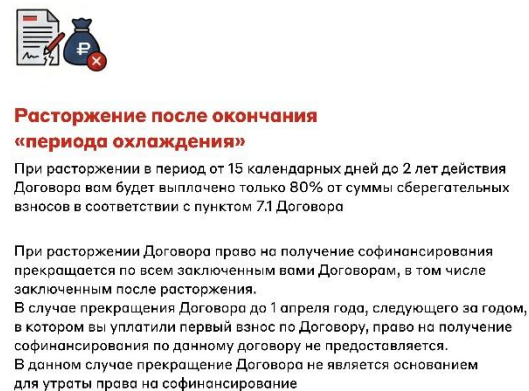 ₽
Расторжение после окончания
«периода охлаждения»
При расторжении в период от 15 календарных дней до 2 лет действия
Договора вам будет выплачено только 80% от суммы сберегательных
взносов в соответствии с пунктом 7.1 Договора
При расторжении Договора право на получение софинансирования
прекращается по всем заключенным вами Договорам, в том числе
заключенным после расторжения.
В случае прекращения Договора до 1 апреля года, следующего за годом,
в котором вы уплатили первый взнос по Договору, право на получение
софинансирования по данному договору не предоставляется.
В данном случае прекращение Договора не является основанием
для утраты права на софинансирование